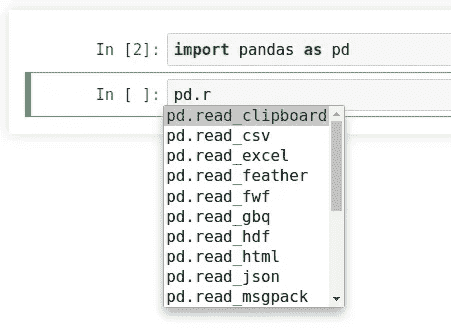 In [2]: import pandas as pd
In [ ]: pd.r
pd.read_clipboard
pd.read_csv
pd.read_excel
pd.read_feather
pd.read_fwf
pd.read_gbq
pd.read_hdf
pd.read_html
pd.read_json
pd.read_msgpack